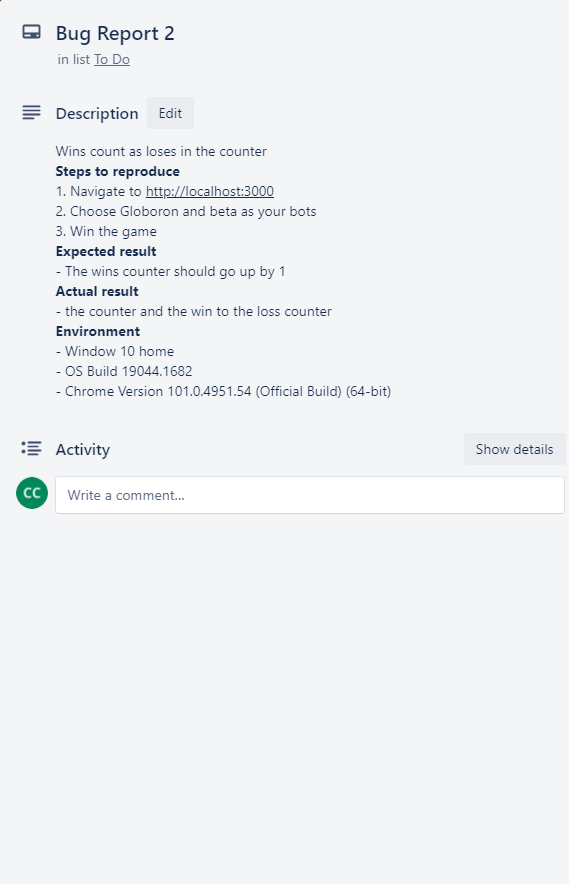 Bug Report 2
in list To Do
Description Edit
Wins count as loses in the counter
Steps to reproduce
1. Navigate to http://localhost:3000
2. Choose Globoron and beta as your bots
3. Win the game
Expected result
- The wins counter should go up by 1
Actual result
- the counter and the win to the loss counter
Environment
- Window 10 home
- OS Build 19044.1682
- Chrome Version 101.0.4951.54 (Official Build) (64-bit)
Activity Show details
CC Write a comment...